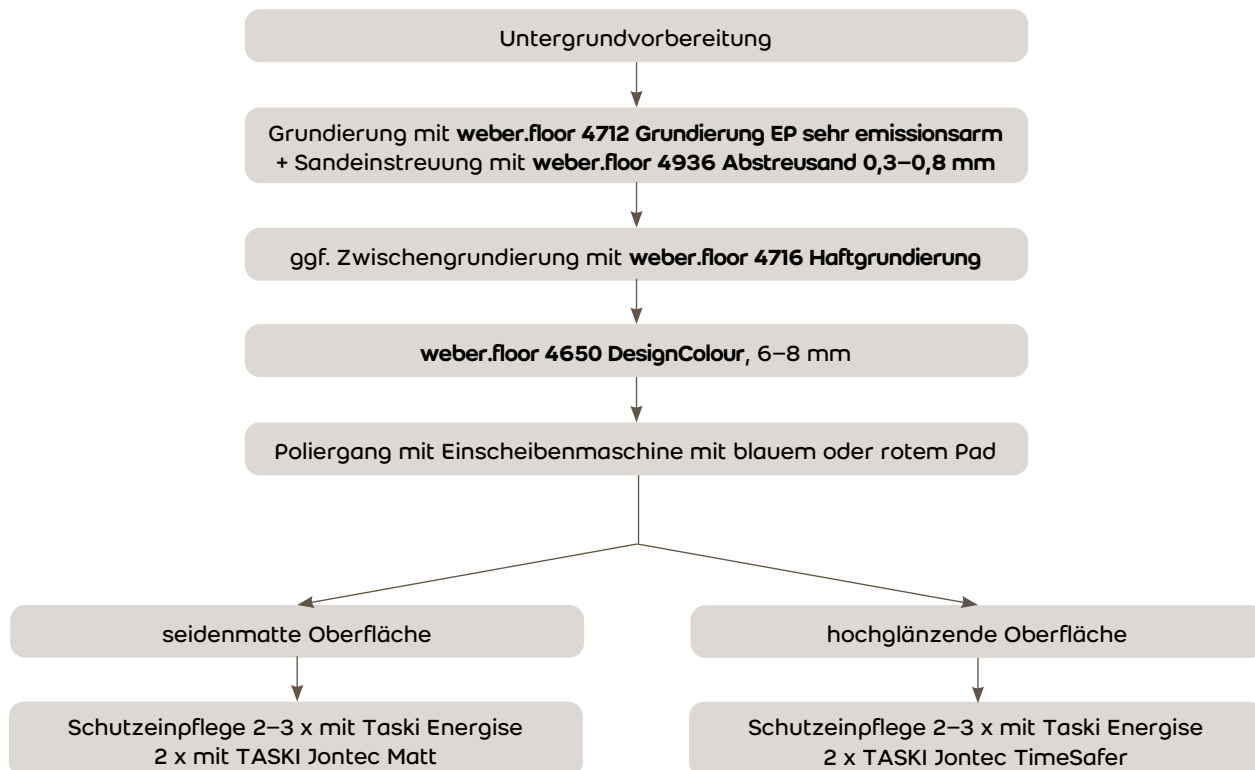 Untergrundvorbereitung
Grundierung mit weber.floor 4712 Grundierung EP sehr emissionsarm
+ Sandeinstreuung mit weber.floor 4936 Abstreusand 0,3–0,8 mm
ggf. Zwischengrundierung mit weber.floor 4716 Haftgrundierung
weber.floor 4650 DesignColour, 6–8 mm
Poliergang mit Einscheibenmaschine mit blauem oder rotem Pad
seidenmatte Oberfläche
hochglänzende Oberfläche
Schutzeinpflege 2–3 x mit Taski Energise
2 x mit TASKI Jontec Matt
Schutzeinpflege 2–3 x mit Taski Energise
2 x TASKI Jontec TimeSafer